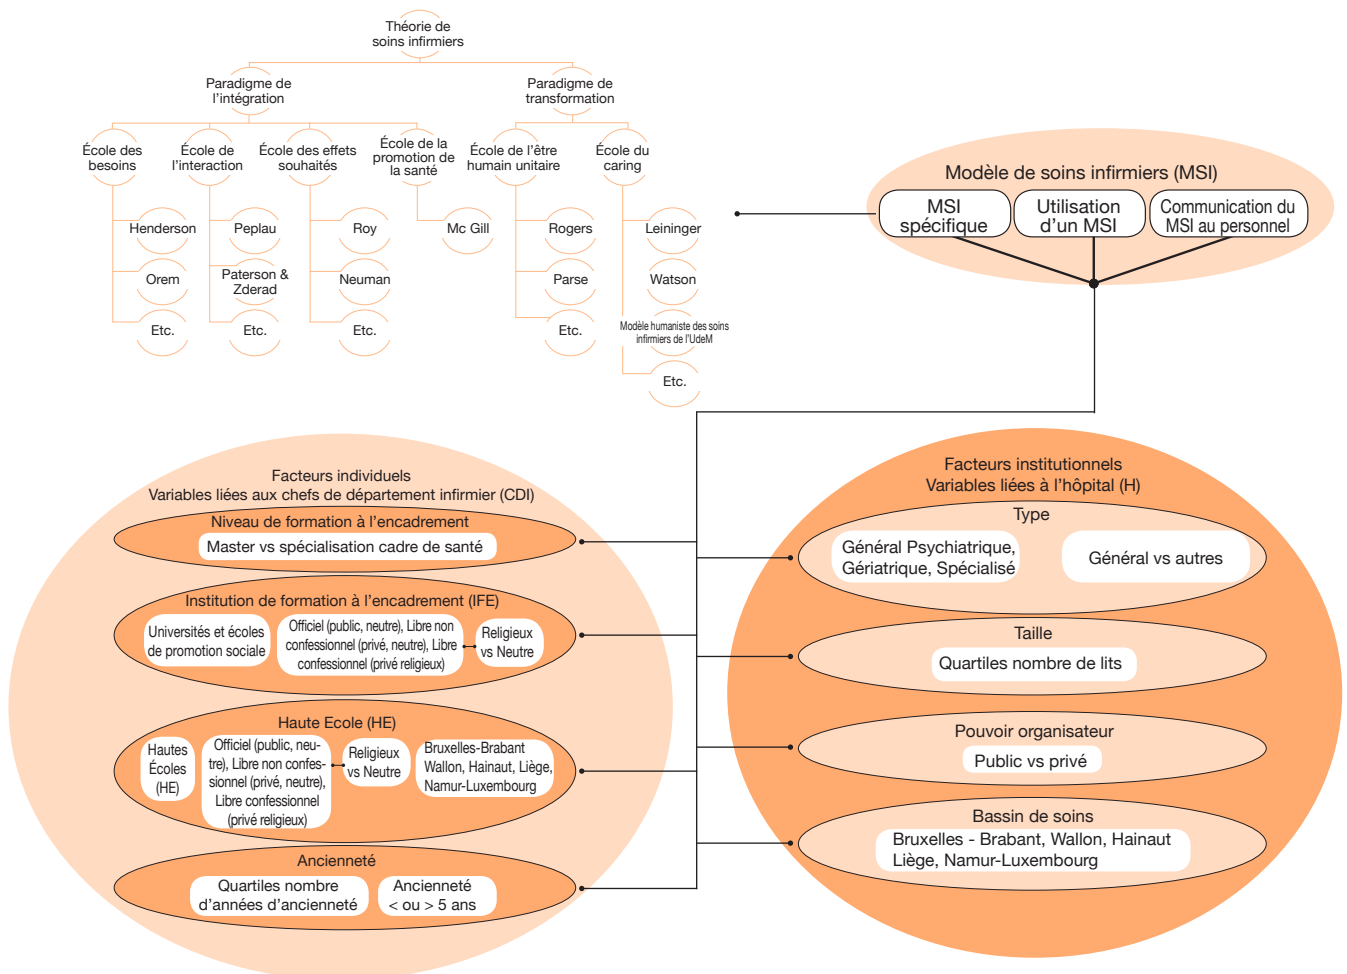 Théorie de
soins infirmiers
Paradigme de
l'intégration
Paradigme de
transformation
École des
besoins
École de
l'interaction
École des effets
souhaités
École de la
promotion de
la santé
École de l'être
humain unitaire
École du
caring
Henderson
Peplau
Roy
Mc Gill
Rogers
Leininger
Orem
Paterson &
Zderad
Neuman
Parse
Watson
Etc.
Etc.
Etc.
Etc.
Modèle humaniste des soins
infirmiers de l'UdeM
Etc.
Modèle de soins infirmiers (MSI)
MSI
spécifique
Utilisation
d'un MSI
Communication du
MSI au personnel
Facteurs individuels
Variables liées aux chefs de département infirmier (CDI)
Niveau de formation à l'encadrement
Master vs spécialisation cadre de santé
Institution de formation à l'encadrement (IFE)
Universités et écoles
de promotion sociale
Officiel (public, neutre), Libre non
confessionnel (privé, neutre), Libre
confessionnel (privé religieux)
Religieux
vs Neutre
Haute Ecole (HE)
Hautes
Écoles
(HE)
Officiel (public, neu-
tre), Libre non confes-
sionnel (privé, neutre),
Libre confessionnel
(privé religieux)
Religieux
vs Neutre
Bruxelles-Brabant
Wallon, Hainaut, Liège,
Namur-Luxembourg
Ancienneté
Quartiles nombre
d'années d'ancienneté
Ancienneté
< ou > 5 ans
Facteurs institutionnels
Variables liées à l'hôpital (H)
Type
Général Psychiatrique,
Gériatrique, Spécialisé
Général vs autres
Taille
Quartiles nombre de lits
Pouvoir organisateur
Public vs privé
Bassin de soins
Bruxelles - Brabant, Wallon, Hainaut
Liège, Namur-Luxembourg